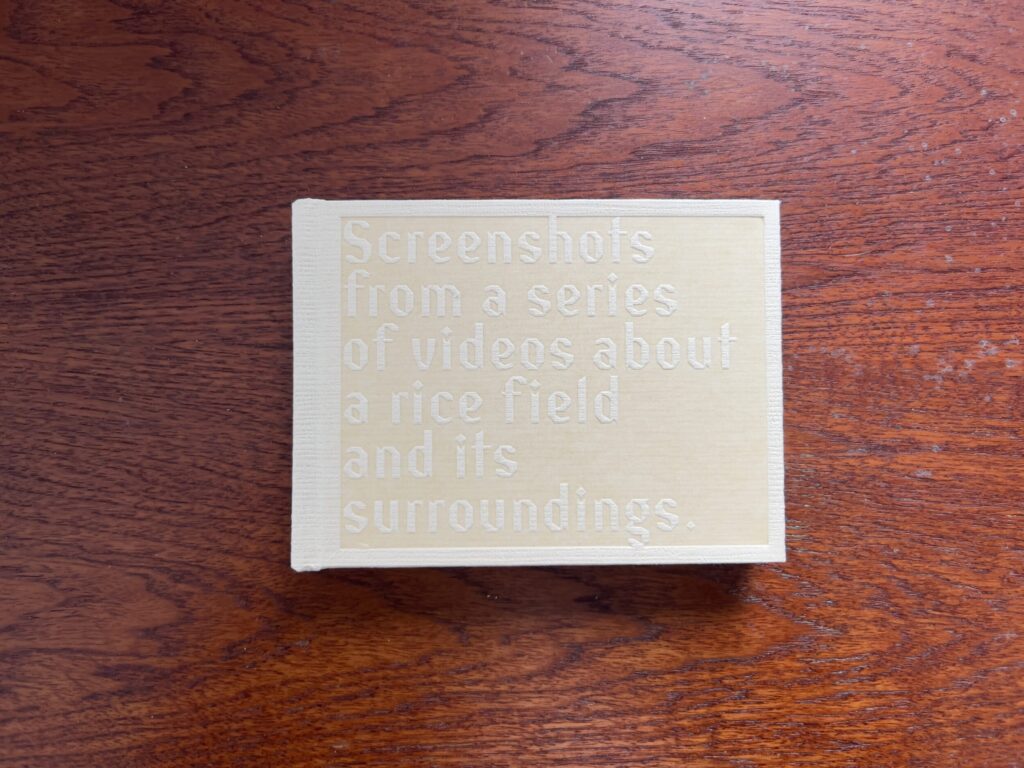 Screenshots
from a series
of videos about
a rice field
and its
surroundings.